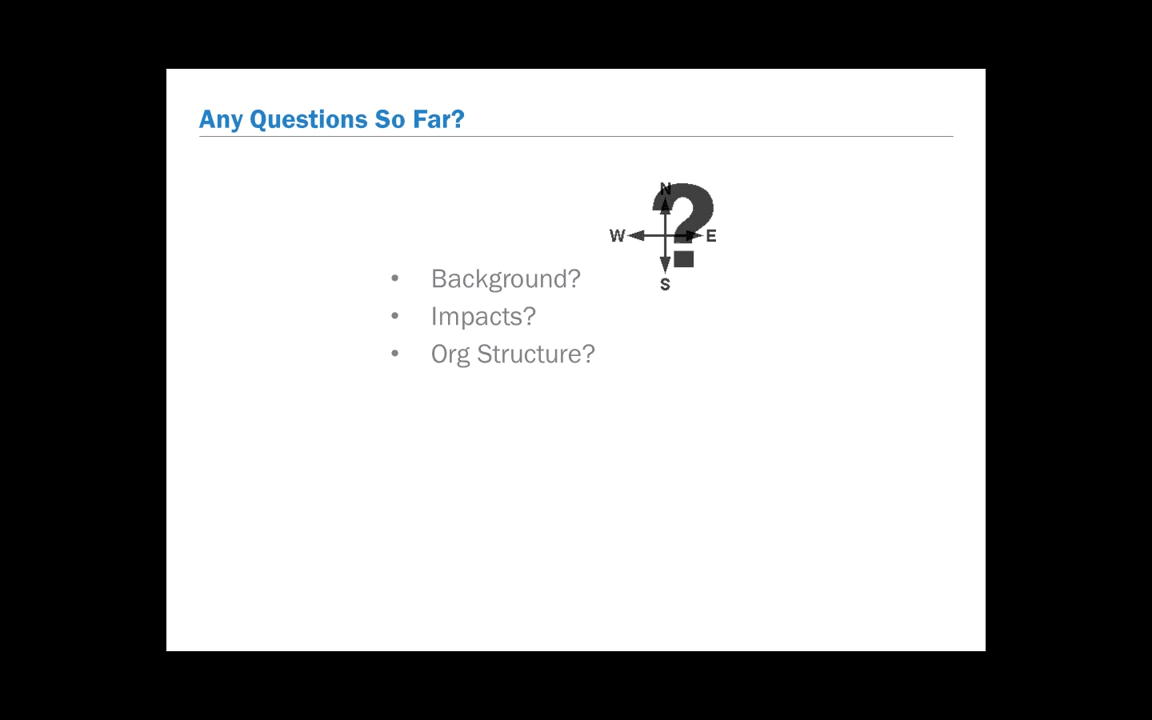 Any Questions So Far?
N
W
E
S
• Background?
• Impacts?
• Org Structure?